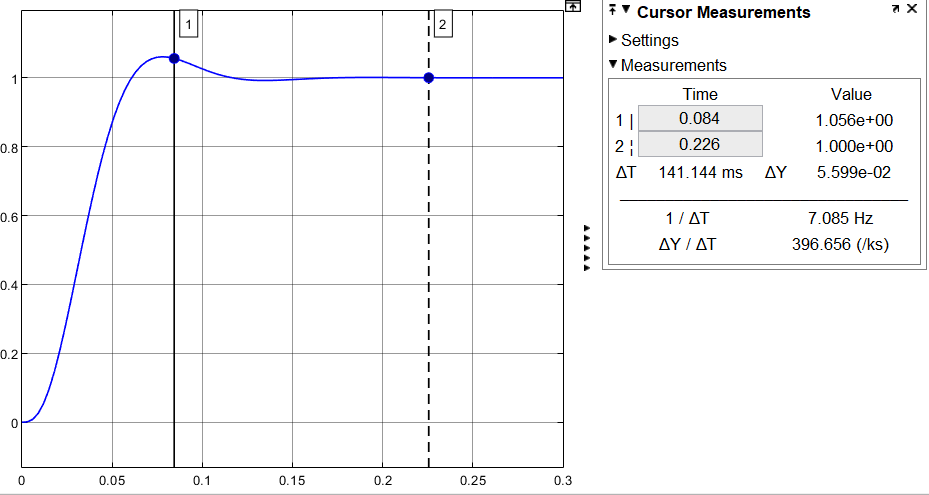 1
2
1
0.8
0.6
0.4
0.2
0
0 0.05 0.1 0.15 0.2 0.25 0.3
Cursor Measurements
Settings
Measurements
Time Value
1 | 0.084 1.056e+00
2 ¦ 0.226 1.000e+00
ΔT 141.144 ms ΔY 5.599e-02
1 / ΔT 7.085 Hz
ΔY / ΔT 396.656 (/ks)